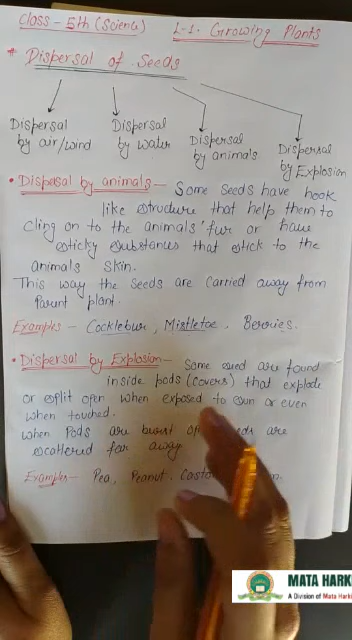 Class - 5th (Science) L-1. Growing Plants
* Dispersal of Seeds
Dispersal by air/wind
Dispersal by Water
Dispersal by animals
Dispersal by Explosion
• Dispersal by animals - Some Seeds have hook
like structure that help them to
Cling on to the animals' fur or have
sticky substances that stick to the
animals skin.
This way the Seeds are carried away from
Parent plant.
Examples - Cocklebur, Mistletoe, Berries.
• Dispersal by Explosion - Some seed are found
inside pods (Covers) that explode
or split open when exposed to Sun or even
when touched.
When Pods are burst are
scattered far away
Examples - Pea, Peanut.
MATA HARK
A Division of Mata Harki